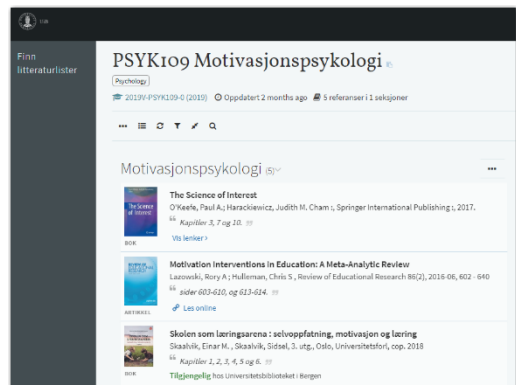 UiB
Finn
litteraturlister
PSYK109 Motivasjonspsykologi
Psychology
2019V-PSYK109-0 (2019) Oppdatert 2 months ago 5 referanser i 1 seksjoner
Motivasjonspsykologi (5)
The Science of Interest
The Science of Interest
O'Keefe, Paul A.; Harackiewicz, Judith M. Cham :, Springer International Publishing :, 2017.
“ Kapitler 3, 7 og 10. ”
BOK
Vis lenker
Motivation Interventions in Education: A Meta-Analytic Review
Lazowski, Rory A ; Hulleman, Chris S , Review of Educational Research 86(2), 2016-06, 602 - 640
“ sider 603-610, og 613-614. ”
ARTIKKEL
Les online
Skolen som læringsarena : selvoppfatning, motivasjon og læring
Skaalvik, Einar M. , Skaalvik, Sidsel, 3. utg., Oslo, Universitetsforl, cop. 2018
“ Kapitler 1, 2, 3, 4, 5 og 6. ”
BOK
Tilgjengelig hos Universitetsbiblioteket i Bergen